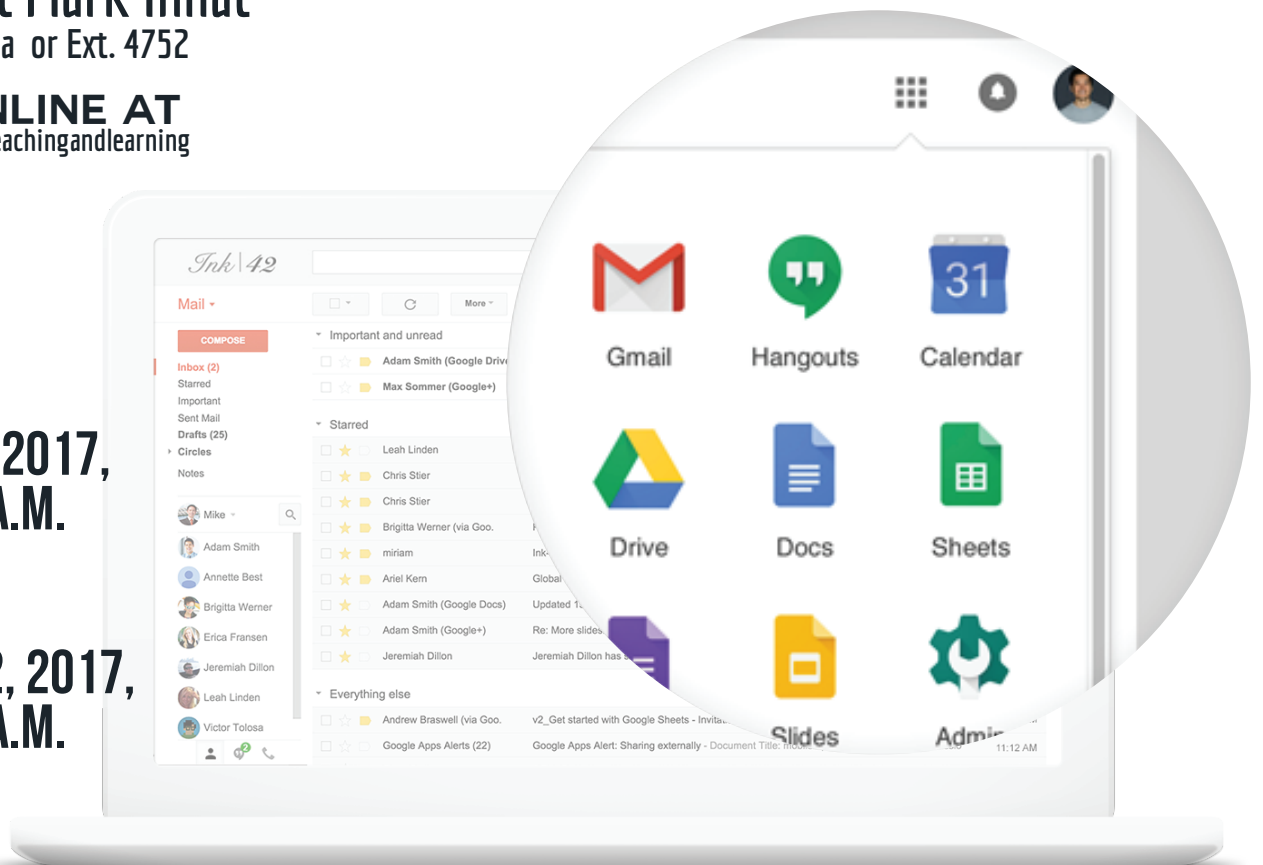 or Ext. 4752
NLINE AT
eachingandlearning
2017,
A.M.
2, 2017,
A.M.
Ink 42
Mail
More
COMPOSE
Inbox (2)
Starred
Important
Sent Mail
Drafts (25)
Circles
Notes
Mike
Adam Smith
Annette Best
Brigitta Werner
Erica Fransen
Jeremiah Dillon
Leah Linden
Victor Tolosa
2
Important and unread
Adam Smith (Google Drive
Max Sommer (Google+)
Starred
Leah Linden
Chris Stier
Chris Stier
Brigitta Werner (via Goo.
miriam Ink-
Ariel Kern Global
Adam Smith (Google Docs) Updated
Adam Smith (Google+) Re: More slides
Jeremiah Dillon Jeremiah Dillon has
Everything else
Andrew Braswell (via Goo. v2_Get started with Google Sheets -
Google Apps Alerts (22) Google Apps Alert: Sharing externally - Document Title: 11:12 AM
31
Gmail Hangouts Calendar
Drive Docs Sheets
Slides Admin